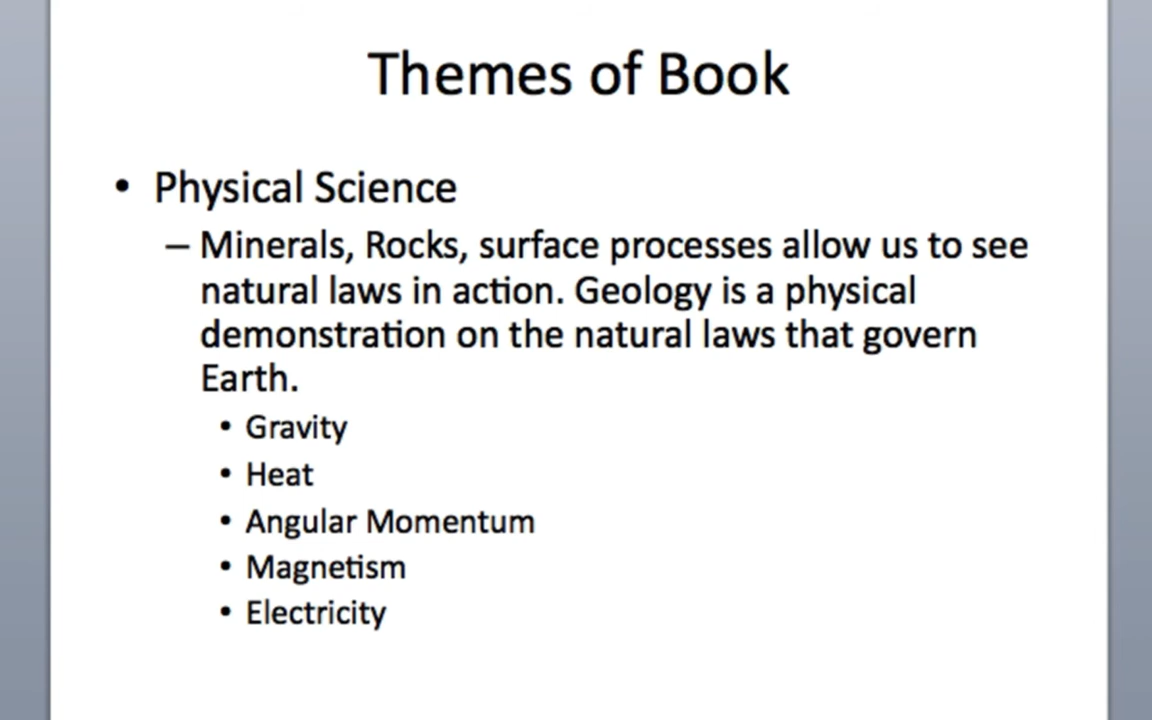 Themes of Book
• Physical Science
– Minerals, Rocks, surface processes allow us to see
natural laws in action. Geology is a physical
demonstration on the natural laws that govern
Earth.
• Gravity
• Heat
• Angular Momentum
• Magnetism
• Electricity